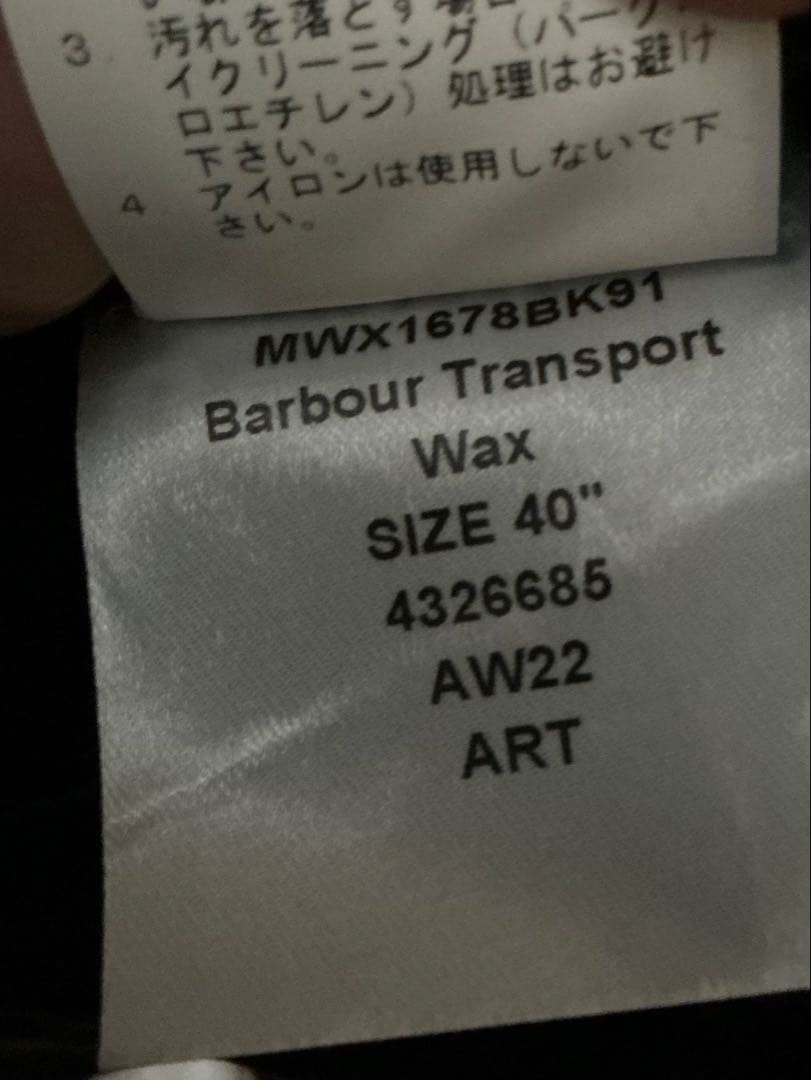 3 汚れを落とす場
イクリーニング（パーク
ロエチレン）処理はお避け
下さい。
4 アイロンは使用しないで下
さい。
MWX1678BK91
Barbour Transport
Wax
SIZE 40"
4326685
AW22
ART